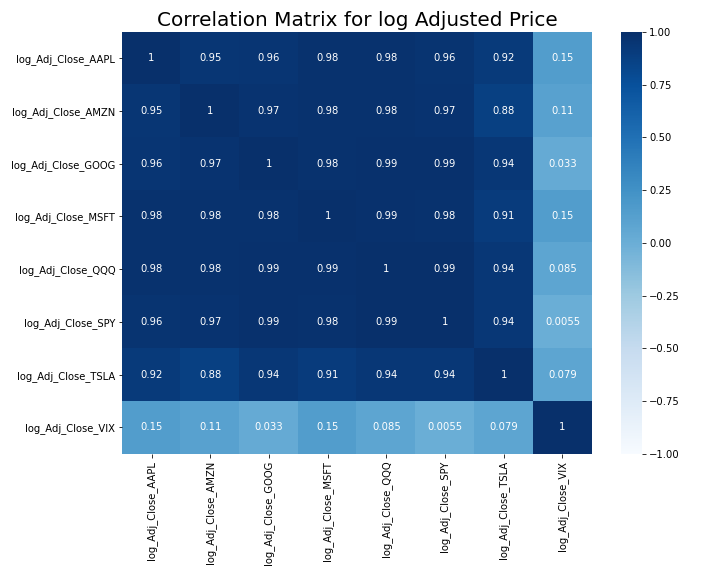 Correlation Matrix for log Adjusted Price
log_Adj_Close_AAPL 1 0.95 0.96 0.98 0.98 0.96 0.92 0.15
log_Adj_Close_AMZN 0.95 1 0.97 0.98 0.98 0.97 0.88 0.11
log_Adj_Close_GOOG 0.96 0.97 1 0.98 0.99 0.99 0.94 0.033
log_Adj_Close_MSFT 0.98 0.98 0.98 1 0.99 0.98 0.91 0.15
log_Adj_Close_QQQ 0.98 0.98 0.99 0.99 1 0.99 0.94 0.085
log_Adj_Close_SPY 0.96 0.97 0.99 0.98 0.99 1 0.94 0.0055
log_Adj_Close_TSLA 0.92 0.88 0.94 0.91 0.94 0.94 1 0.079
log_Adj_Close_VIX 0.15 0.11 0.033 0.15 0.085 0.0055 0.079 1
log_Adj_Close_AAPL
log_Adj_Close_AMZN
log_Adj_Close_GOOG
log_Adj_Close_MSFT
log_Adj_Close_QQQ
log_Adj_Close_SPY
log_Adj_Close_TSLA
log_Adj_Close_VIX
1.00
0.75
0.50
0.25
0.00
−0.25
−0.50
−0.75
−1.00